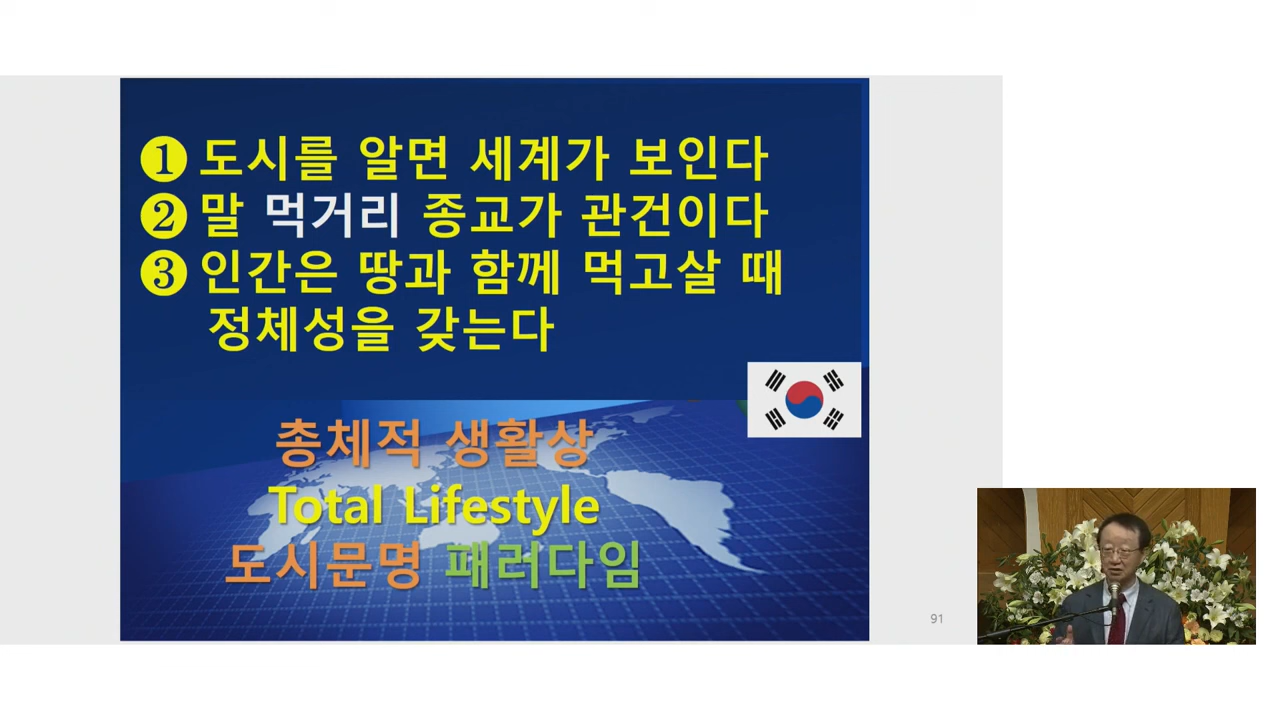 ❶ 도시를 알면 세계가 보인다
❷ 말 먹거리 종교가 관건이다
❸ 인간은 땅과 함께 먹고살 때
정체성을 갖는다
총체적 생활상
Total Lifestyle
도시문명 패러다임
91